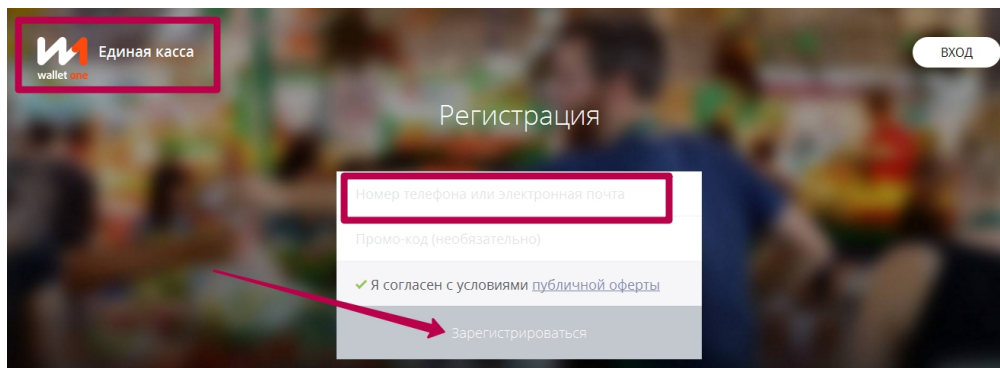 Единая касса
wallet one
ВХОД
Регистрация
Номер телефона или электронная почта
Промо-код (необязательно)
Я согласен с условиями публичной оферты
Зарегистрироваться